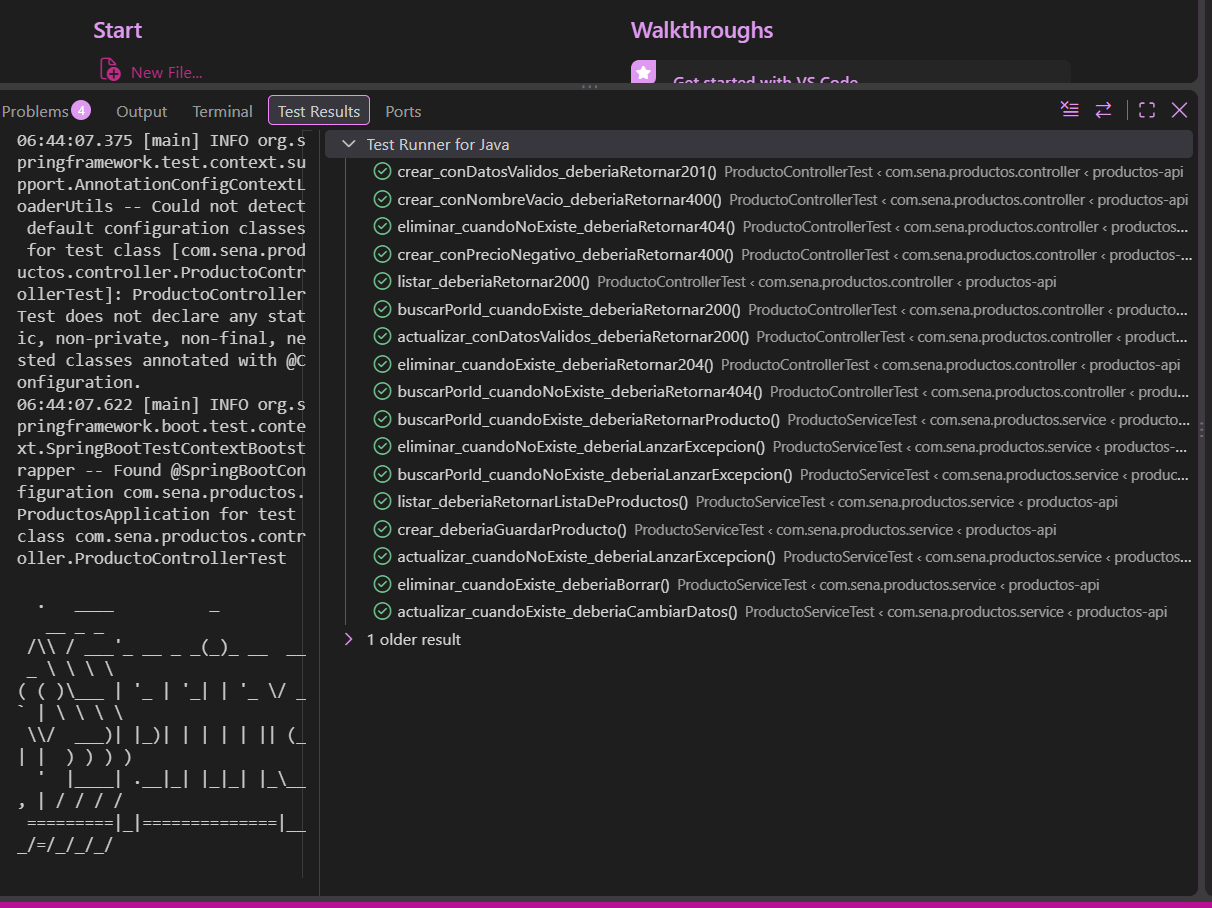 Start
Walkthroughs
New File...
Get started with VS Code
Problems 4 Output Terminal Test Results Ports
06:44:07.375 [main] INFO org.s
pringframework.test.context.su
pport.AnnotationConfigContextL
oaderUtils -- Could not detect
 default configuration classes
 for test class [com.sena.prod
uctos.controller.ProductoContr
ollerTest]: ProductoController
Test does not declare any stat
ic, non-private, non-final, ne
sted classes annotated with @C
onfiguration.
06:44:07.622 [main] INFO org.s
pringframework.boot.test.conte
xt.SpringBootTestContextBootst
rapper -- Found @SpringBootCon
figuration com.sena.productos.
ProductosApplication for test 
class com.sena.productos.contr
oller.ProductoControllerTest
  .   ____          _
   __ _ _
 /\\ / ___'_ __ _ _(_)_ __  __
 _ \ \ \ \
( ( )\___ | '_ | '_| | '_ \/ _
` | \ \ \ \
 \\/  ___)| |_)| | | | | || (_
| |  ) ) ) )
  '  |____| .__|_| |_|_| |_\__
, | / / / /
 =========|_|==============|__
_/=/_/_/_/
Test Runner for Java
crear_conDatosValidos_deberiaRetornar201() ProductoControllerTest ‹ com.sena.productos.controller ‹ productos-api
crear_conNombreVacio_deberiaRetornar400() ProductoControllerTest ‹ com.sena.productos.controller ‹ productos-api
eliminar_cuandoNoExiste_deberiaRetornar404() ProductoControllerTest ‹ com.sena.productos.controller ‹ productos...
crear_conPrecioNegativo_deberiaRetornar400() ProductoControllerTest ‹ com.sena.productos.controller ‹ productos-...
listar_deberiaRetornar200() ProductoControllerTest ‹ com.sena.productos.controller ‹ productos-api
buscarPorId_cuandoExiste_deberiaRetornar200() ProductoControllerTest ‹ com.sena.productos.controller ‹ producto...
actualizar_conDatosValidos_deberiaRetornar200() ProductoControllerTest ‹ com.sena.productos.controller ‹ product...
eliminar_cuandoExiste_deberiaRetornar204() ProductoControllerTest ‹ com.sena.productos.controller ‹ productos-api
buscarPorId_cuandoNoExiste_deberiaRetornar404() ProductoControllerTest ‹ com.sena.productos.controller ‹ produ...
buscarPorId_cuandoExiste_deberiaRetornarProducto() ProductoServiceTest ‹ com.sena.productos.service ‹ producto...
eliminar_cuandoNoExiste_deberiaLanzarExcepcion() ProductoServiceTest ‹ com.sena.productos.service ‹ productos-...
buscarPorId_cuandoNoExiste_deberiaLanzarExcepcion() ProductoServiceTest ‹ com.sena.productos.service ‹ produc...
listar_deberiaRetornarListaDeProductos() ProductoServiceTest ‹ com.sena.productos.service ‹ productos-api
crear_deberiaGuardarProducto() ProductoServiceTest ‹ com.sena.productos.service ‹ productos-api
actualizar_cuandoNoExiste_deberiaLanzarExcepcion() ProductoServiceTest ‹ com.sena.productos.service ‹ productos...
eliminar_cuandoExiste_deberiaBorrar() ProductoServiceTest ‹ com.sena.productos.service ‹ productos-api
actualizar_cuandoExiste_deberiaCambiarDatos() ProductoServiceTest ‹ com.sena.productos.service ‹ productos-api
1 older result